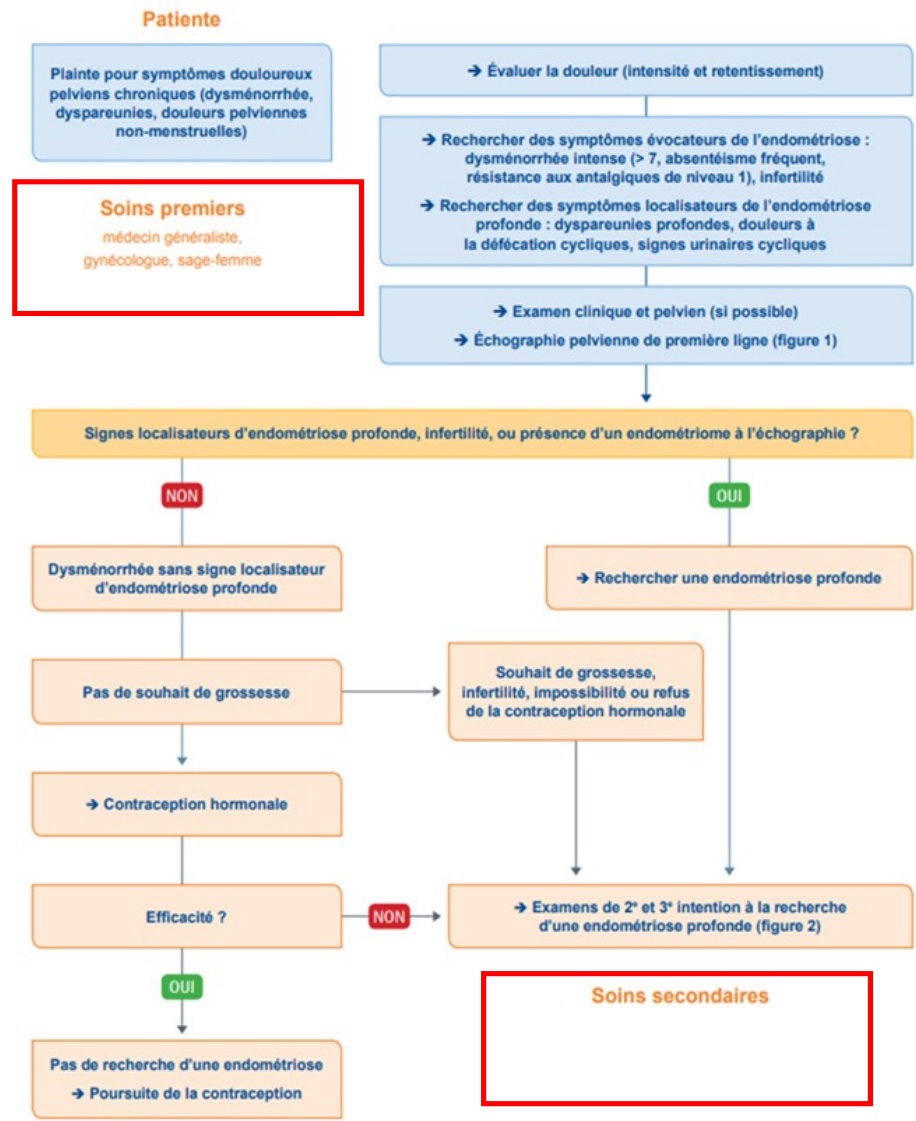 Patiente
Plainte pour symptômes douloureux
pelviens chroniques (dysménorrhée,
dyspareunies, douleurs pelviennes
non-menstruelles)
Soins premiers
médecin généraliste,
gynécologue, sage-femme
→ Évaluer la douleur (intensité et retentissement)
→ Rechercher des symptômes évocateurs de l'endométriose :
dysménorrhée intense (> 7, absentéisme fréquent,
résistance aux antalgiques de niveau 1), infertilité
→ Rechercher des symptômes localisateurs de l'endométriose
profonde : dyspareunies profondes, douleurs à
la défécation cycliques, signes urinaires cycliques
→ Examen clinique et pelvien (si possible)
→ Échographie pelvienne de première ligne (figure 1)
Signes localisateurs d'endométriose profonde, infertilité, ou présence d'un endométriome à l'échographie ?
NON
OUI
Dysménorrhée sans signe localisateur
d'endométriose profonde
→ Rechercher une endométriose profonde
Pas de souhait de grossesse
Souhait de grossesse,
infertilité, impossibilité ou refus
de la contraception hormonale
→ Contraception hormonale
Efficacité ?
NON
→ Examens de 2ᵉ et 3ᵉ intention à la recherche
d'une endométriose profonde (figure 2)
OUI
Soins secondaires
Pas de recherche d'une endométriose
→ Poursuite de la contraception